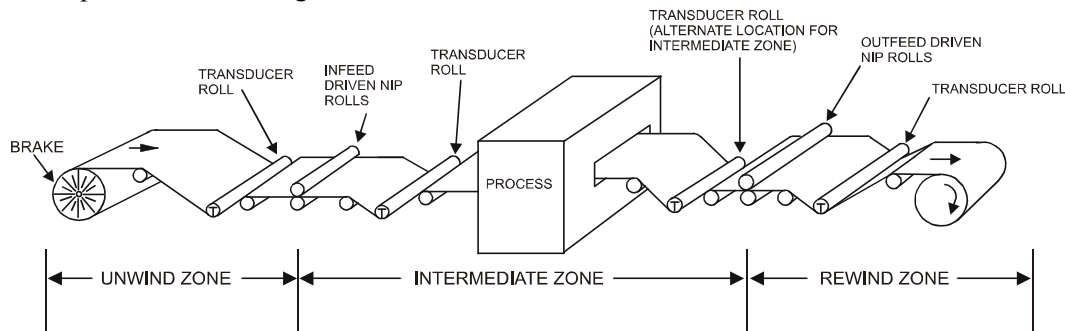 TRANSDUCER ROLL
(ALTERNATE LOCATION FOR
INTERMEDIATE ZONE)
OUTFEED DRIVEN
NIP ROLLS
TRANSDUCER
ROLL
INFEED
DRIVEN NIP
ROLLS
TRANSDUCER
ROLL
TRANSDUCER ROLL
BRAKE
PROCESS
T
T
T
T
UNWIND ZONE
INTERMEDIATE ZONE
REWIND ZONE